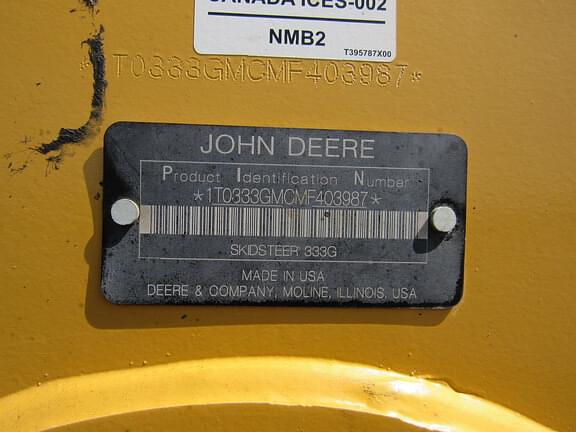 CANADA ICES-002
NMB2
T395787X00
*1T0333GMCMF403987*
JOHN DEERE
Product Identification Number
*1T0333GMCMF403987*
SKIDSTEER 333G
MADE IN USA
DEERE & COMPANY, MOLINE, ILLINOIS, USA